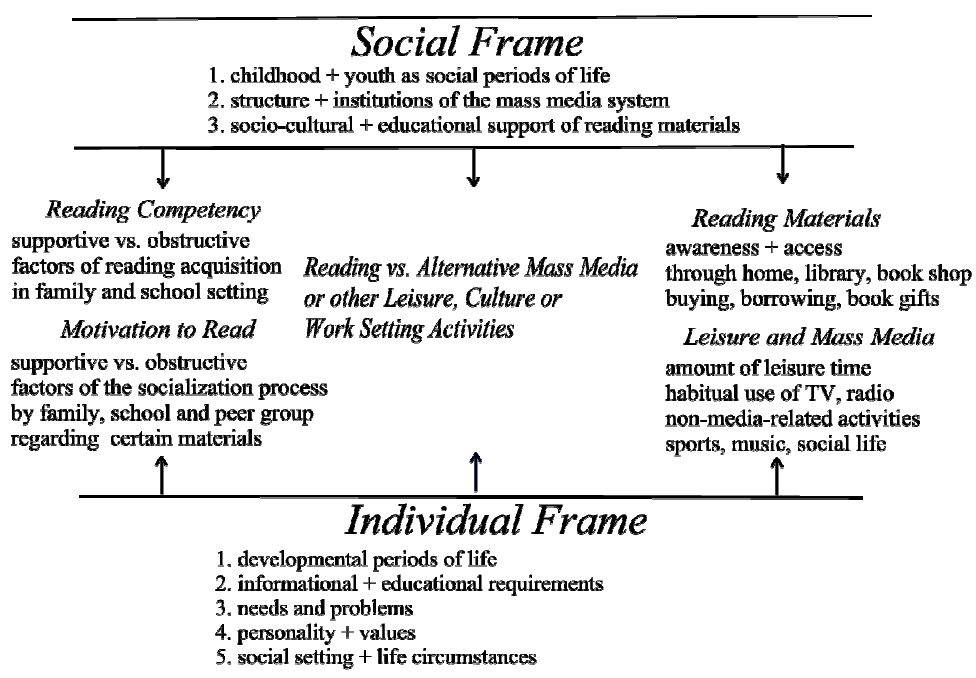 Social Frame
1. childhood + youth as social periods of life
2. structure + institutions of the mass media system
3. socio-cultural + educational support of reading materials
Reading Competency
supportive vs. obstructive
factors of reading acquisition
in family and school setting
Motivation to Read
supportive vs. obstructive
factors of the socialization process
by family, school and peer group
regarding certain materials
Reading vs. Alternative Mass Media
or other Leisure, Culture or
Work Setting Activities
Reading Materials
awareness + access
through home, library, book shop
buying, borrowing, book gifts
Leisure and Mass Media
amount of leisure time
habitual use of TV, radio
non-media-related activities
sports, music, social life
Individual Frame
1. developmental periods of life
2. informational + educational requirements
3. needs and problems
4. personality + values
5. social setting + life circumstances